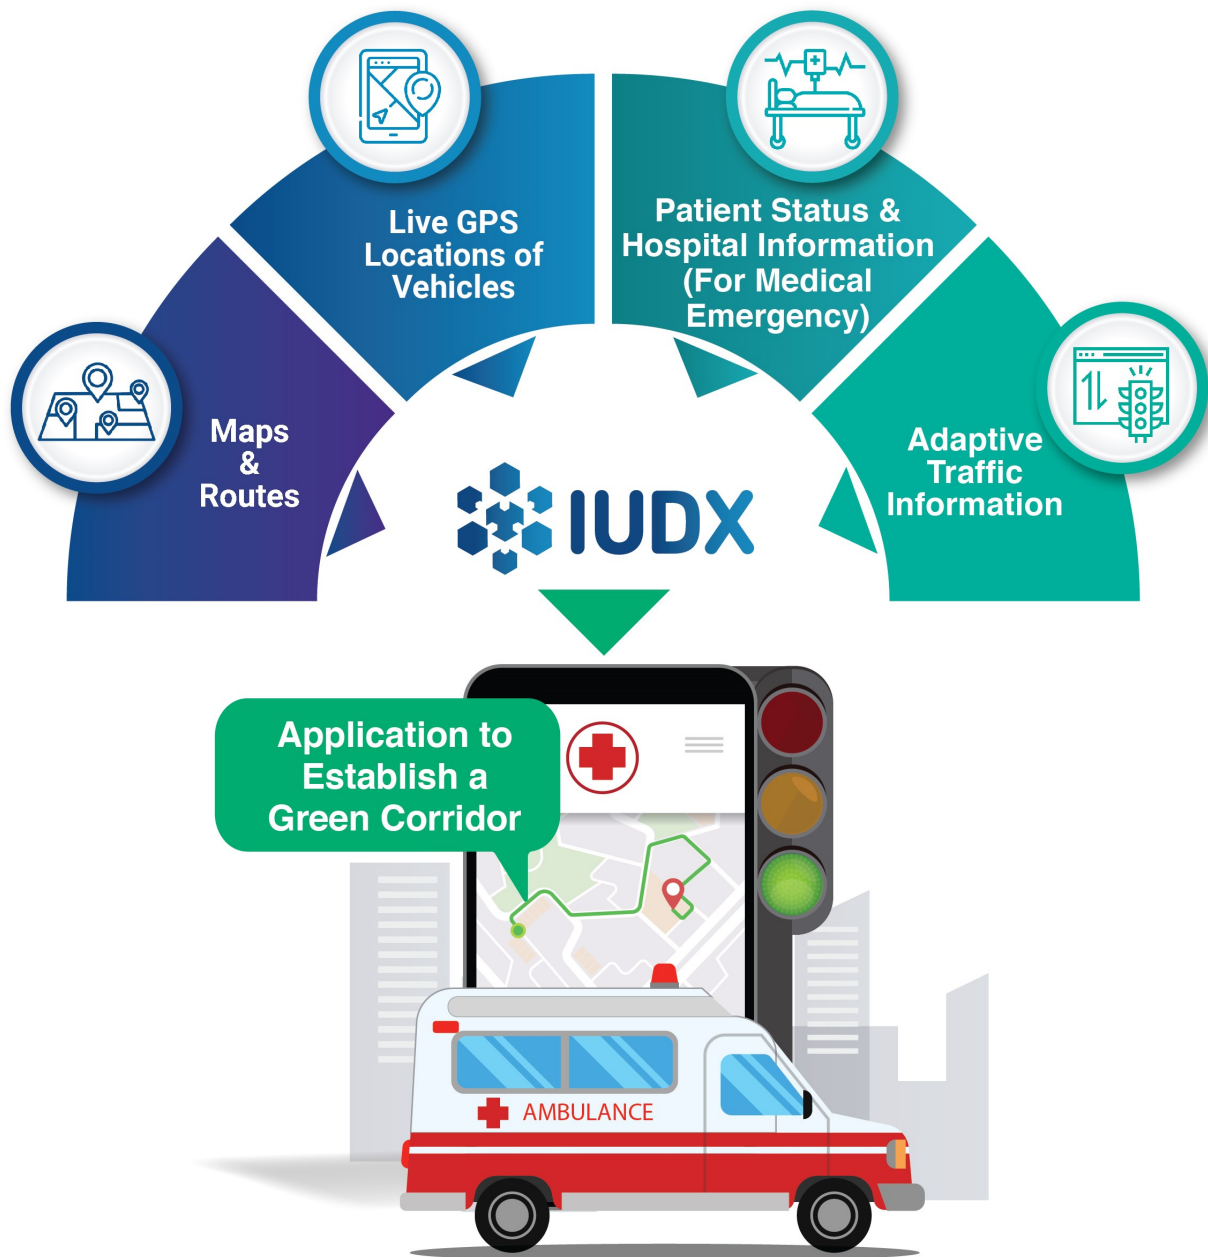 Live GPS
Locations of
Vehicles
Patient Status &
Hospital Information
(For Medical
Emergency)
Maps
&
Routes
Adaptive
Traffic
Information
IUDX
Application to
Establish a
Green Corridor
AMBULANCE